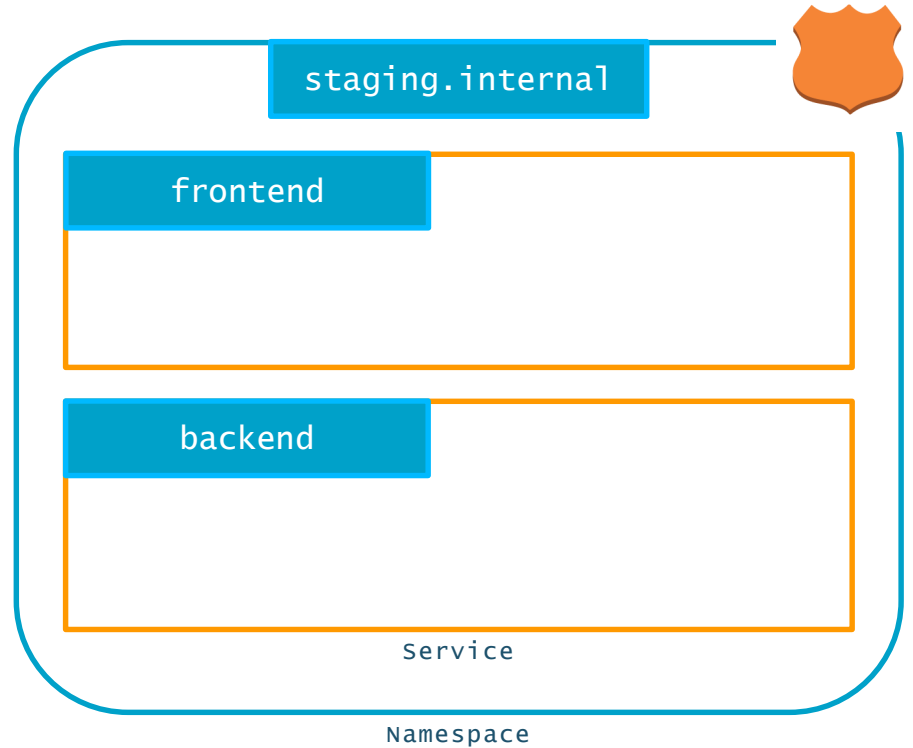 staging.internal
frontend
backend
Service
Namespace